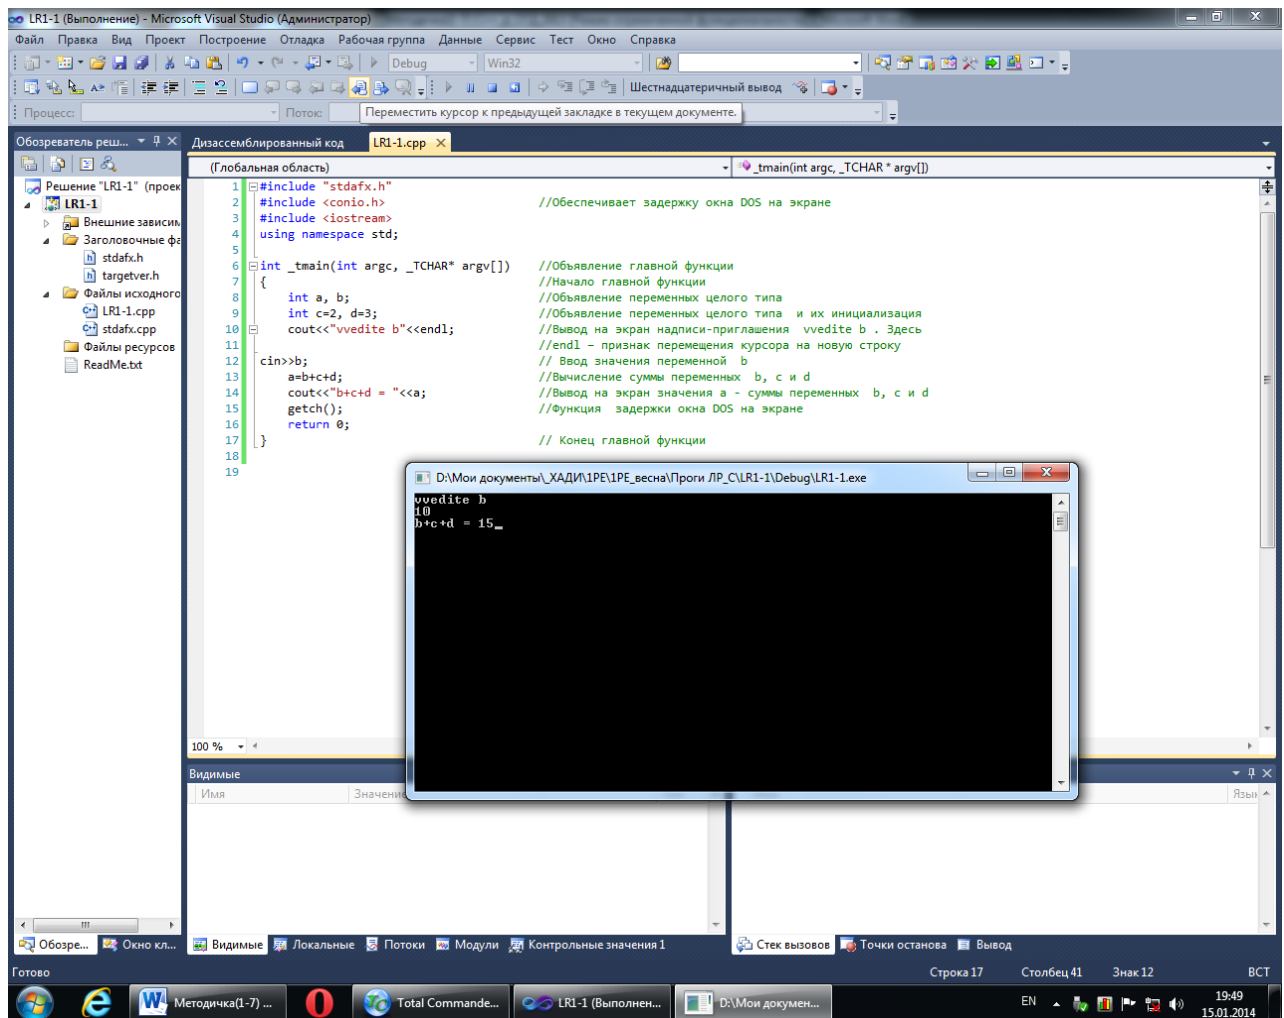 LR1-1 (Выполнение) - Microsoft Visual Studio (Администратор)
Файл Правка Вид Проект Построение Отладка Рабочая группа Данные Сервис Тест Окно Справка
Debug Win32
Шестнадцатеричный вывод
Процесс: Поток: Переместить курсор к предыдущей закладке в текущем документе.
Обозреватель реш...
Дизассемблированный код LR1-1.cpp
(Глобальная область) _tmain(int argc, _TCHAR * argv[])
Решение "LR1-1" (проек
LR1-1
Внешние зависим
Заголовочные фа
stdafx.h
targetver.h
Файлы исходного
LR1-1.cpp
stdafx.cpp
Файлы ресурсов
ReadMe.txt
1 #include "stdafx.h"
2 #include <conio.h> //Обеспечивает задержку окна DOS на экране
3 #include <iostream>
4 using namespace std;
5
6 int _tmain(int argc, _TCHAR* argv[]) //Объявление главной функции
7 { //Начало главной функции
8 int a, b; //Объявление переменных целого типа
9 int c=2, d=3; //Объявление переменных целого типа и их инициализация
10 cout<<"vvedite b"<<endl; //Вывод на экран надписи-приглашения vvedite b . Здесь
11 //endl – признак перемещения курсора на новую строку
12 cin>>b; // Ввод значения переменной b
13 a=b+c+d; //Вычисление суммы переменных b, c и d
14 cout<<"b+c+d = "<<a; //Вывод на экран значения a - суммы переменных b, c и d
15 getch(); //Функция задержки окна DOS на экране
16 return 0;
17 } // Конец главной функции
18
19
D:\Мои документы\_ХАДИ\1РЕ\1РЕ_весна\Проги ЛР_С\LR1-1\Debug\LR1-1.exe
vvedite b
10
b+c+d = 15_
100 %
Видимые
Имя Значение
Язык
Обозре... Окно кл...
Видимые Локальные Потоки Модули Контрольные значения 1
Стек вызовов Точки останова Вывод
Готово Строка 17 Столбец 41 Знак 12 ВСТ
Методичка(1-7) ... Total Commande... LR1-1 (Выполнен... D:\Мои докумен... EN 19:49
15.01.2014